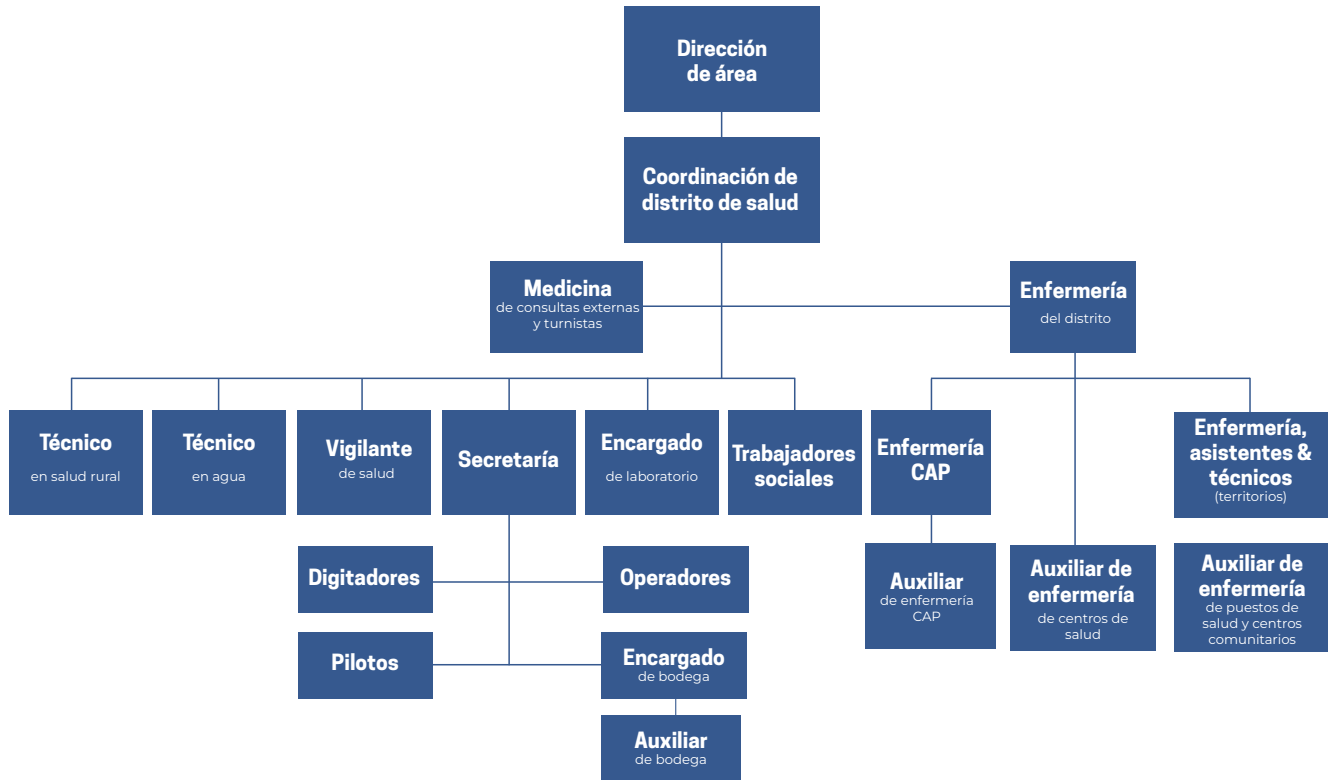 Dirección
de área
Coordinación de
distrito de salud
Medicina
de consultas externas
y turnistas
Enfermería
del distrito
Técnico
en salud rural
Técnico
en agua
Vigilante
de salud
Secretaría
Encargado
de laboratorio
Trabajadores
sociales
Enfermería
CAP
Enfermería,
asistentes &
técnicos
(territorios)
Digitadores
Operadores
Auxiliar
de enfermería
CAP
Auxiliar de
enfermería
de centros de
salud
Auxiliar de
enfermería
de puestos de
salud y centros
comunitarios
Pilotos
Encargado
de bodega
Auxiliar
de bodega